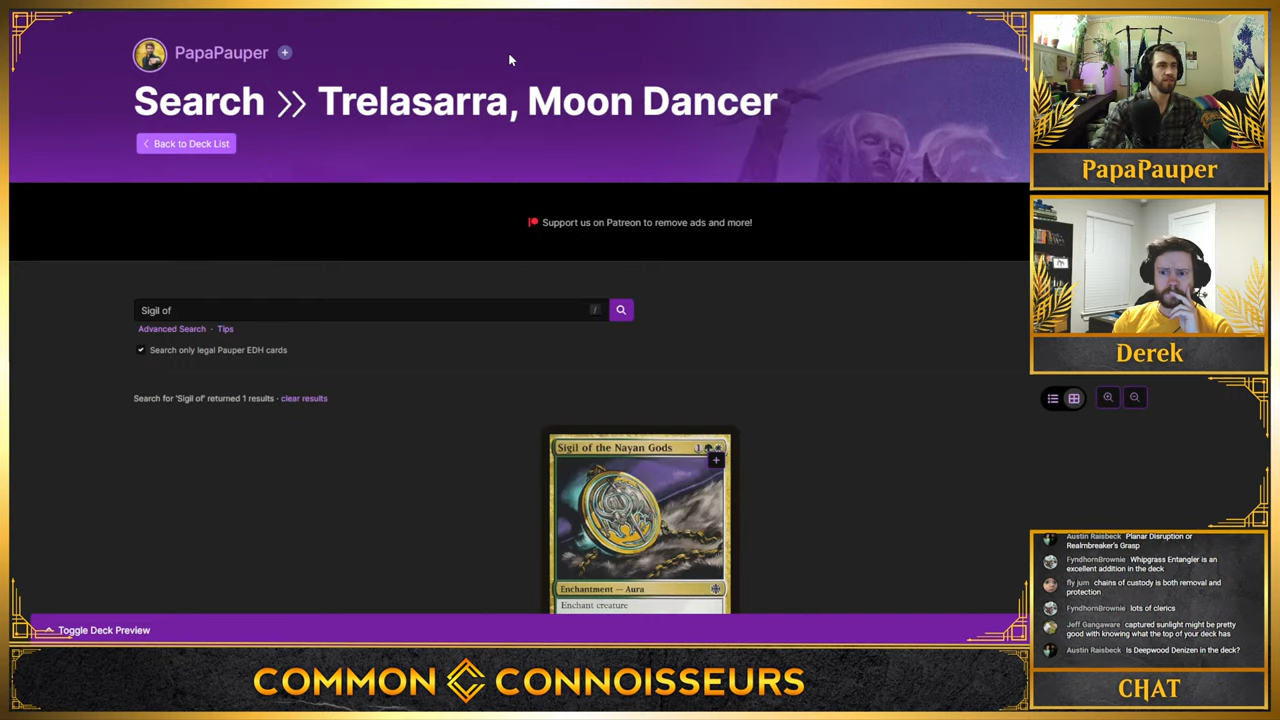 PapaPauper
Search >> Trelasarra, Moon Dancer
Back to Deck List
Support us on Patreon to remove ads and more!
Sigil of
/
Advanced Search · Tips
Search only legal Pauper EDH cards
Search for 'Sigil of' returned 1 results · clear results
Sigil of the Nayan Gods 1
Enchantment — Aura
Enchant creature
Toggle Deck Preview
COMMON CONNOISSEURS
PapaPauper
Derek
Austin Raisbeck Planar Disruption or
Realmbreaker's Grasp
FyndhornBrownie Whipgrass Entangler is an
excellent addition in the deck
fly jum chains of custody is both removal and
protection
FyndhornBrownie lots of clerics
Jeff Gangaware captured sunlight might be pretty
good with knowing what the top of your deck has
Austin Raisbeck Is Deepwood Denizen in the deck?
CHAT